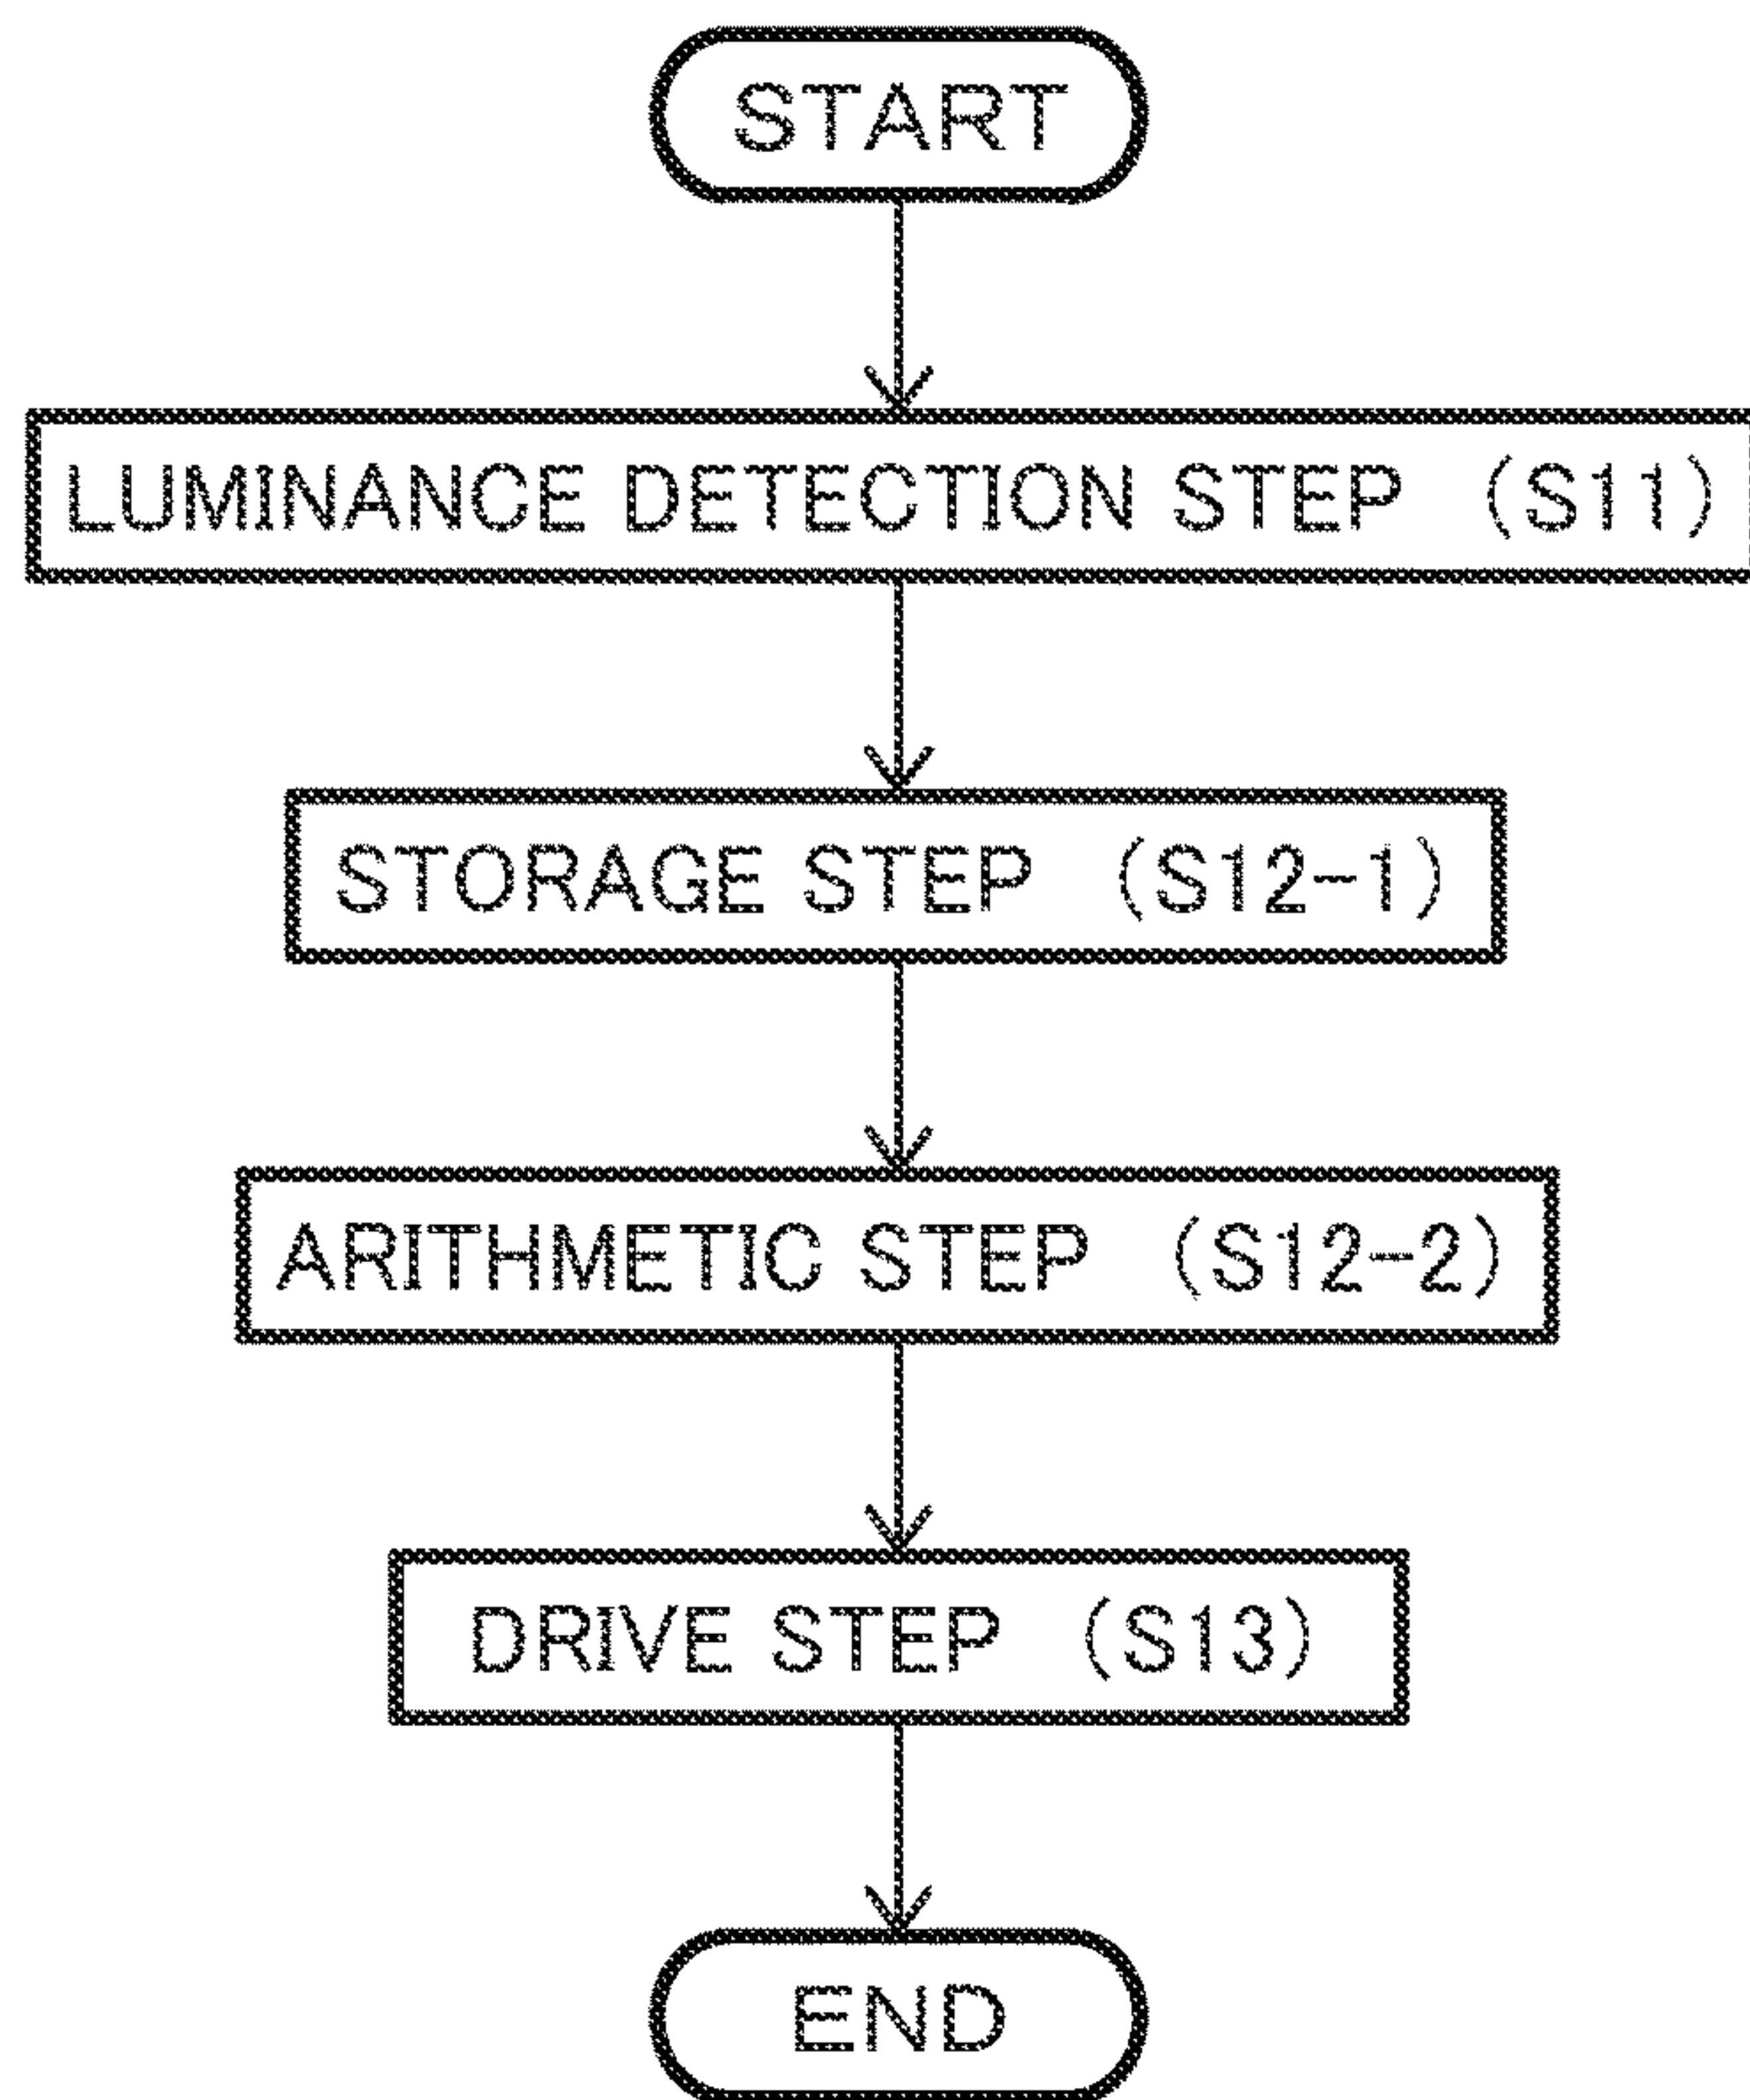 START
LUMINANCE DETECTION STEP (S11)
STORAGE STEP (S12-1)
ARITHMETIC STEP (S12-2)
DRIVE STEP (S13)
END